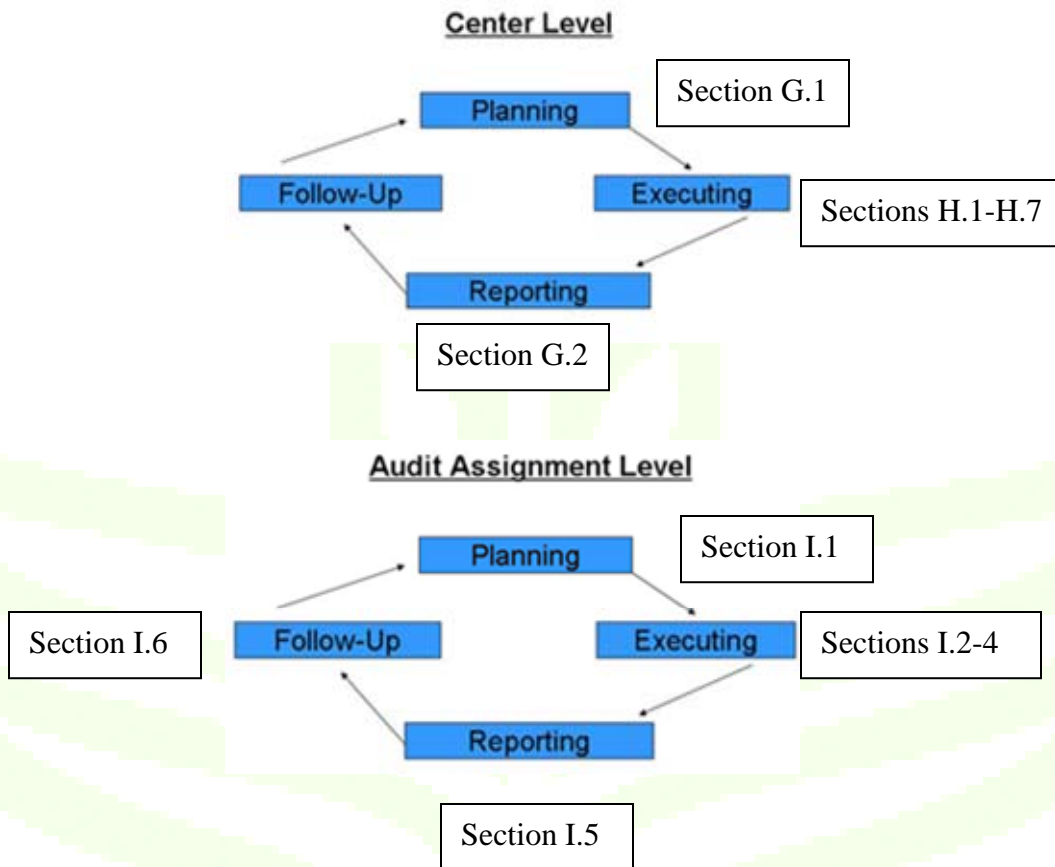 Center Level
Planning
Section G.1
Follow-Up
Executing
Sections H.1-H.7
Reporting
Section G.2
Audit Assignment Level
Planning
Section I.1
Section I.6
Follow-Up
Executing
Sections I.2-4
Reporting
Section I.5